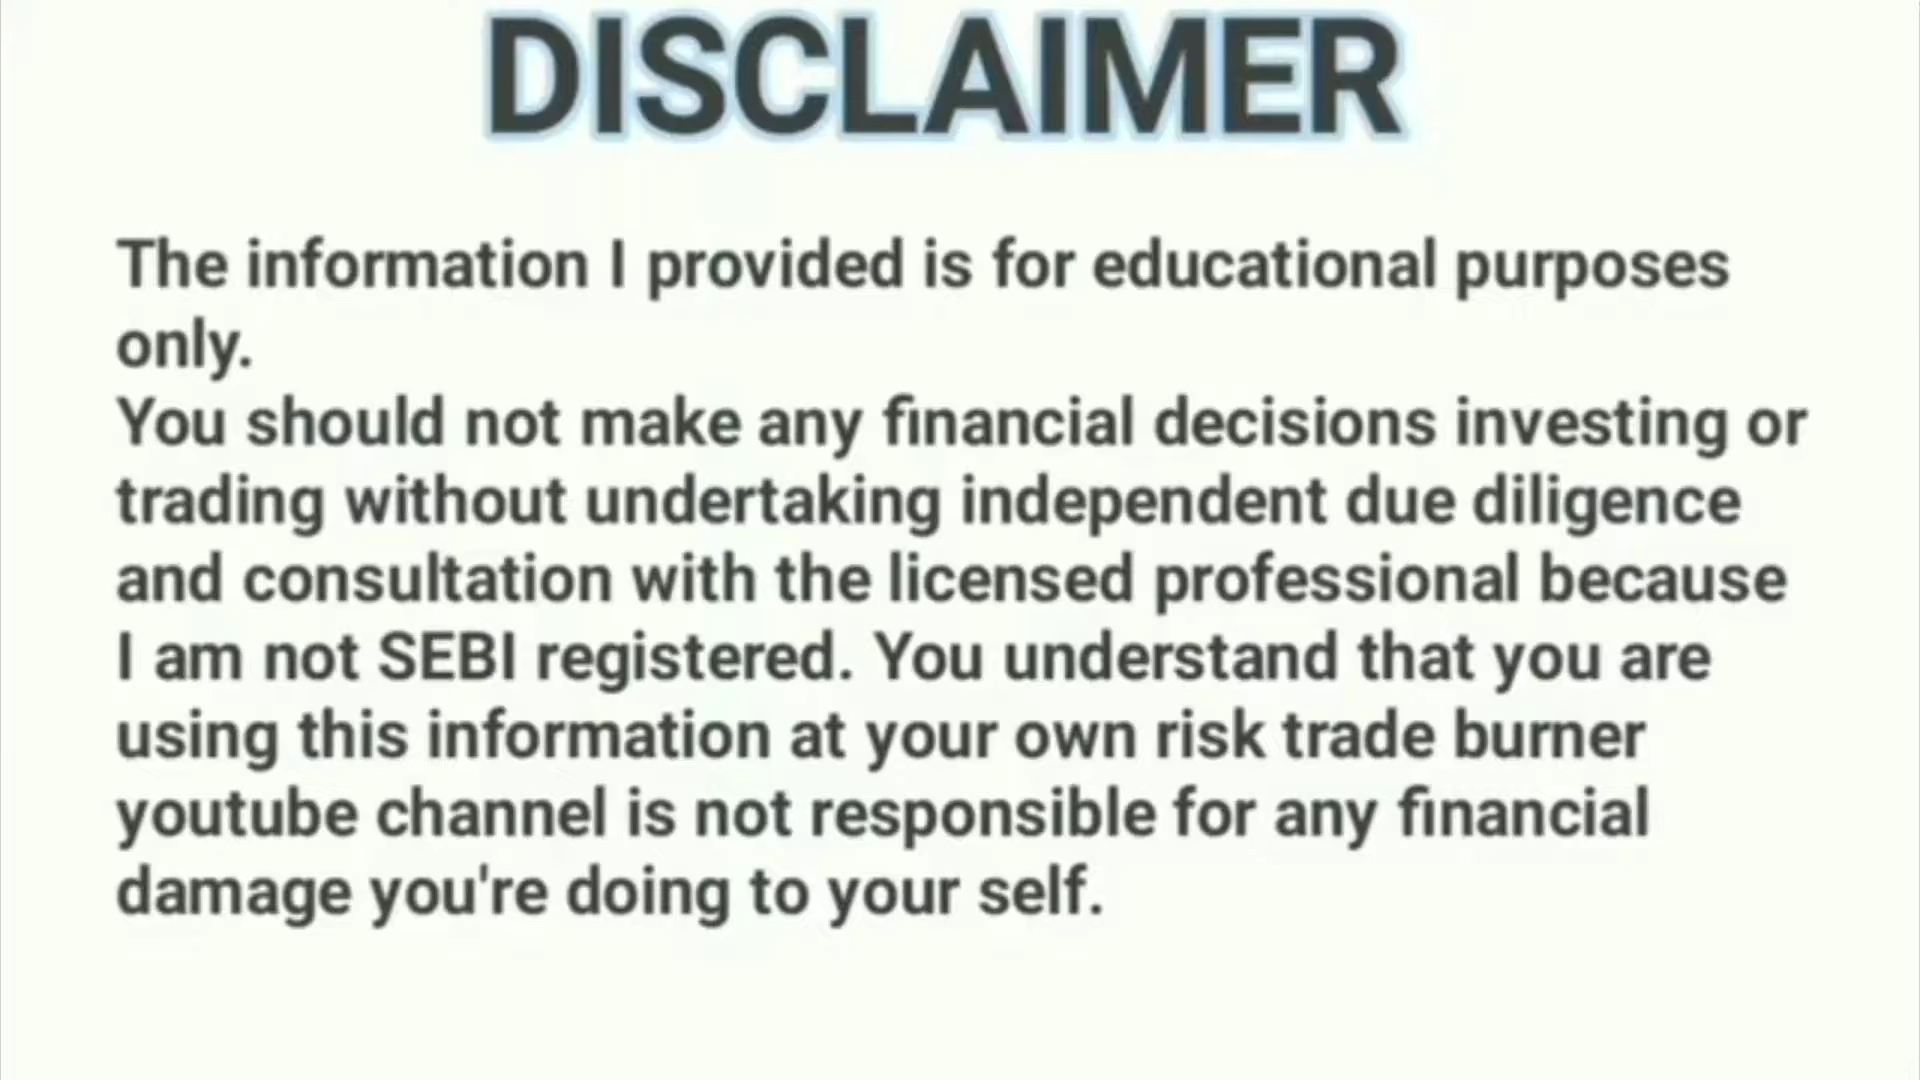 DISCLAIMER
The information I provided is for educational purposes
only.
You should not make any financial decisions investing or
trading without undertaking independent due diligence
and consultation with the licensed professional because
I am not SEBI registered. You understand that you are
using this information at your own risk trade burner
youtube channel is not responsible for any financial
damage you're doing to your self.